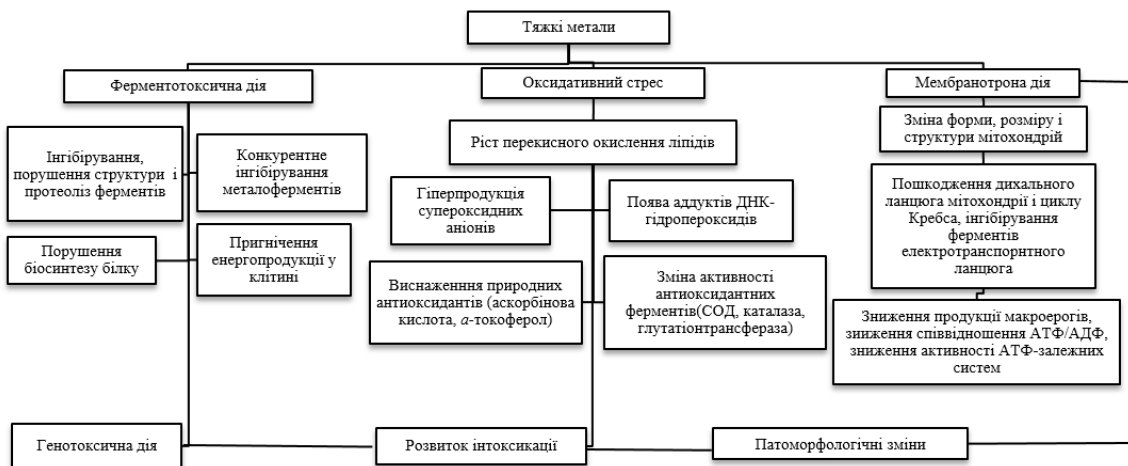 Тяжкі метали
Ферментотоксична дія
Оксидативний стрес
Мембранотрона дія
Інгібірування,
порушення структури і
протеоліз ферментів
Конкурентне
інгібірування
металоферментів
Порушення
біосинтезу білку
Пригнічення
енергопродукції у
клітині
Ріст перекисного окислення ліпідів
Гіперпродукція
супероксидних
аніонів
Поява аддуктів ДНК-
гідропероксидів
Виснаженння природних
антиоксидантів (аскорбінова
кислота, а-токоферол)
Зміна активності
антиоксидантних
ферментів(СОД, каталаза,
глутатіонтрансфераза)
Зміна форми, розміру і
структури мітохондрій
Пошкодження дихального
ланцюга мітохондрії і циклу
Кребса, інгібірування
ферментів
електротранспортного
ланцюга
Зниження продукції макроерогів,
зниження співвідношення АТФ/АДФ,
зниження активності АТФ-залежних
систем
Генотоксична дія
Розвиток інтоксикації
Патоморфологічні зміни